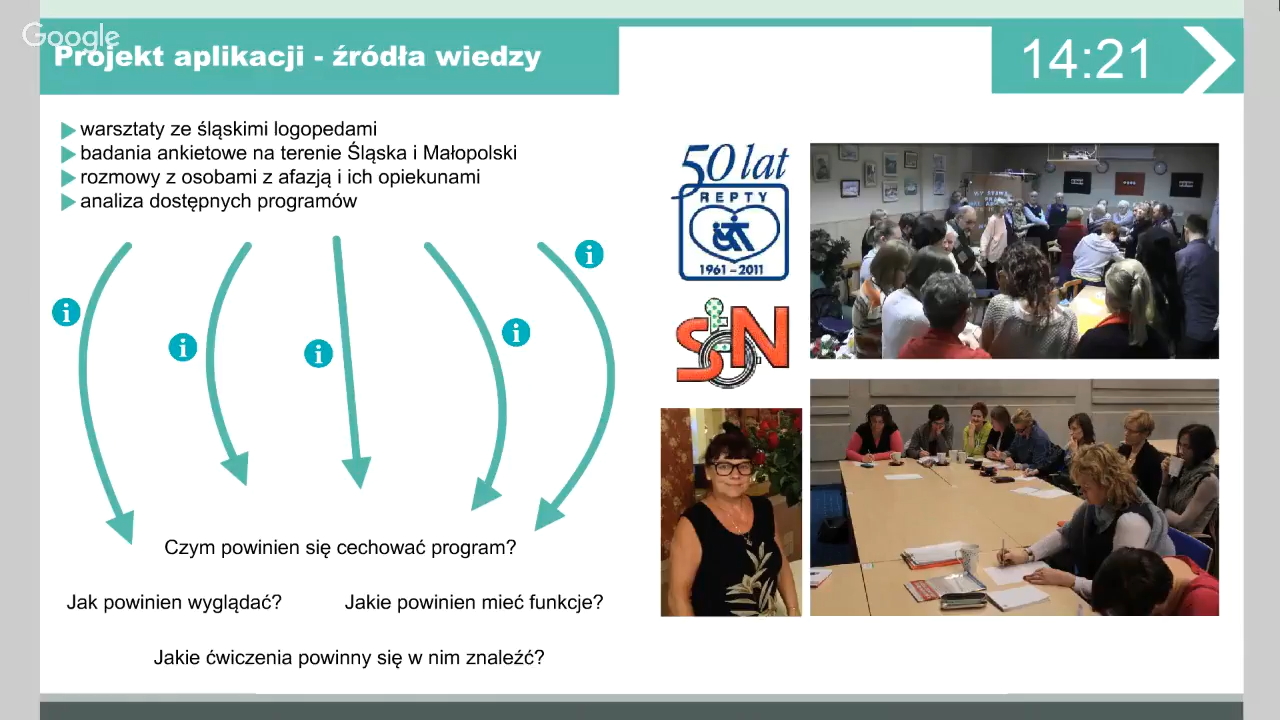 Google
Projekt aplikacji - źródła wiedzy
14:21
warsztaty ze śląskimi logopedami
badania ankietowe na terenie Śląska i Małopolski
rozmowy z osobami z afazją i ich opiekunami
analiza dostępnych programów
i
i
i
i
i
Czym powinien się cechować program?
Jak powinien wyglądać?
Jakie powinien mieć funkcje?
Jakie ćwiczenia powinny się w nim znaleźć?
50 lat
REPTY
1961-2011
SiON